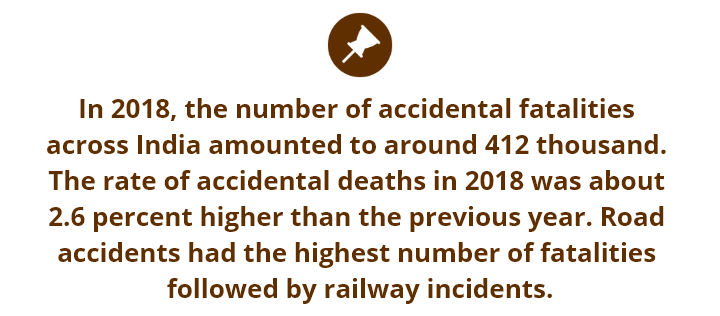 In 2018, the number of accidental fatalities
across India amounted to around 412 thousand.
The rate of accidental deaths in 2018 was about
2.6 percent higher than the previous year. Road
accidents had the highest number of fatalities
followed by railway incidents.